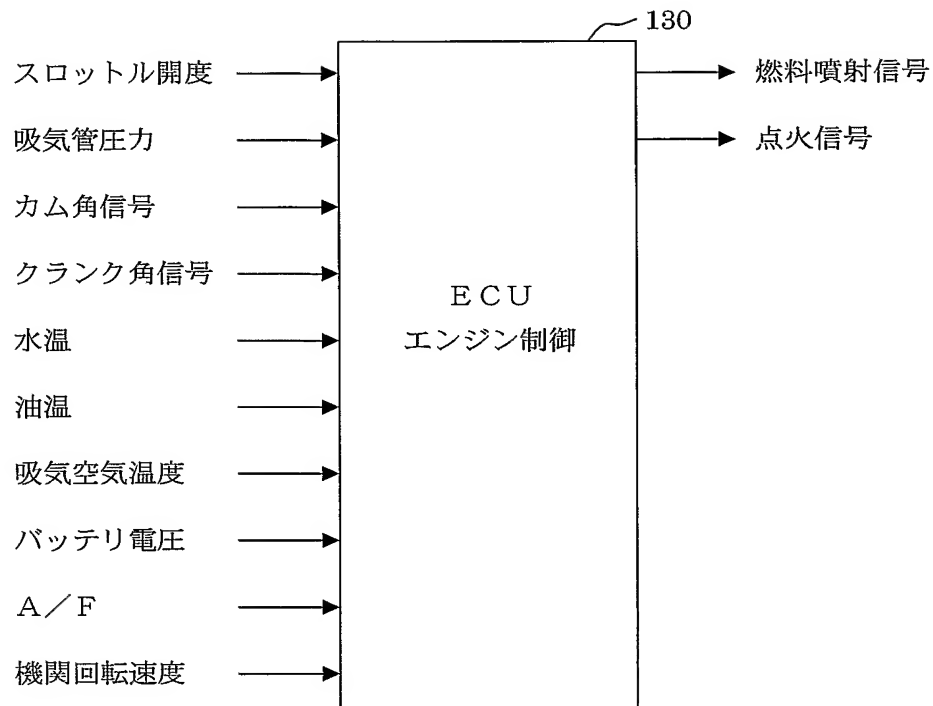 130
スロットル開度
吸気管圧力
カム角信号
クランク角信号
水温
油温
吸気空気温度
バッテリ電圧
A/F
機関回転速度
ECU
エンジン制御
燃料噴射信号
点火信号